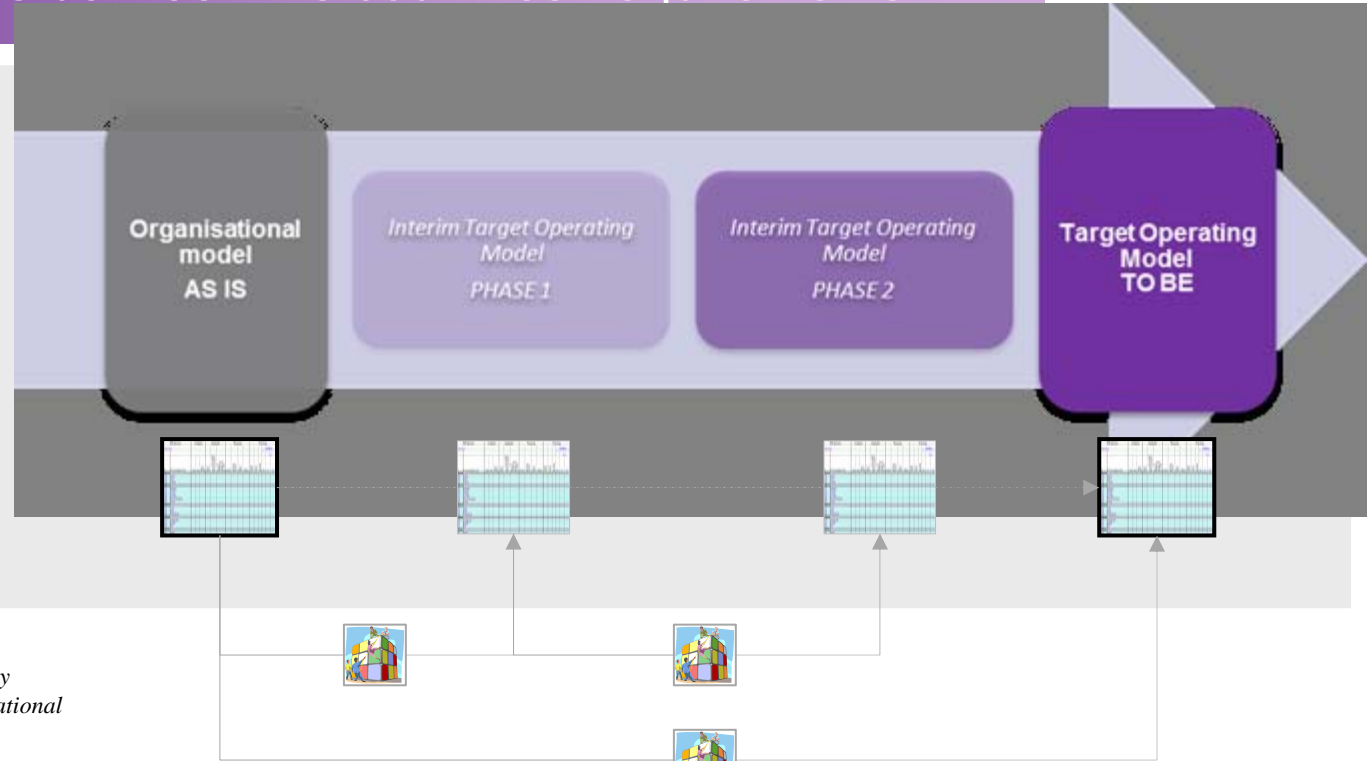 Organisational
model
AS IS
Interim Target Operating
Model
PHASE 1
Interim Target Operating
Model
PHASE 2
Target Operating
Model
TO BE
y
ational